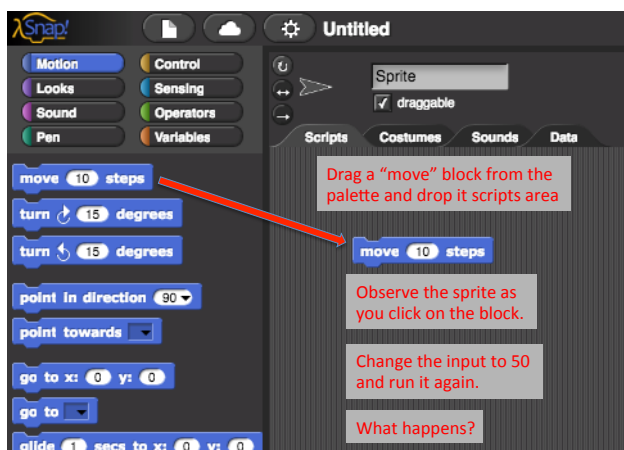 λSnap!
Untitled
Motion Control
Looks Sensing
Sound Operators
Pen Variables
Sprite
draggable
Scripts Costumes Sounds Data
move 10 steps
turn 15 degrees
turn 15 degrees
point in direction 90
point towards
go to x: 0 y: 0
go to
glide 1 secs to x: 0 y: 0
Drag a “move” block from the
palette and drop it scripts area
move 10 steps
Observe the sprite as
you click on the block.
Change the input to 50
and run it again.
What happens?